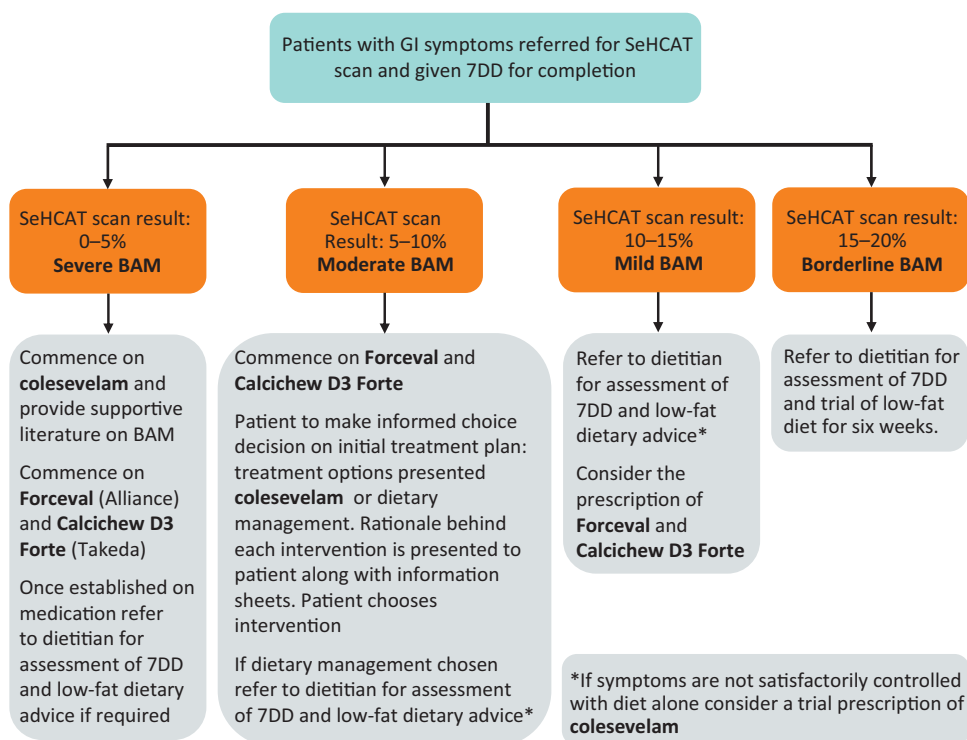 Patients with GI symptoms referred for SeHCAT
scan and given 7DD for completion
SeHCAT scan result:
0–5%
Severe BAM
SeHCAT scan
Result: 5–10%
Moderate BAM
SeHCAT scan result:
10–15%
Mild BAM
SeHCAT scan result:
15–20%
Borderline BAM
Commence on
colesevelam and
provide supportive
literature on BAM
Commence on
Forceval (Alliance)
and Calcichew D3
Forte (Takeda)
Once established on
medication refer
to dietitian for
assessment of 7DD
and low-fat dietary
advice if required
Commence on Forceval and
Calcichew D3 Forte
Patient to make informed choice
decision on initial treatment plan:
treatment options presented
colesevelam or dietary
management. Rationale behind
each intervention is presented to
patient along with information
sheets. Patient chooses
intervention
If dietary management chosen
refer to dietitian for assessment
of 7DD and low-fat dietary advice*
Refer to dietitian
for assessment of
7DD and low-fat
dietary advice*
Consider the
prescription of
Forceval and
Calcichew D3 Forte
Refer to dietitian for
assessment of 7DD
and trial of low-fat
diet for six weeks.
*If symptoms are not satisfactorily controlled
with diet alone consider a trial prescription of
colesevelam